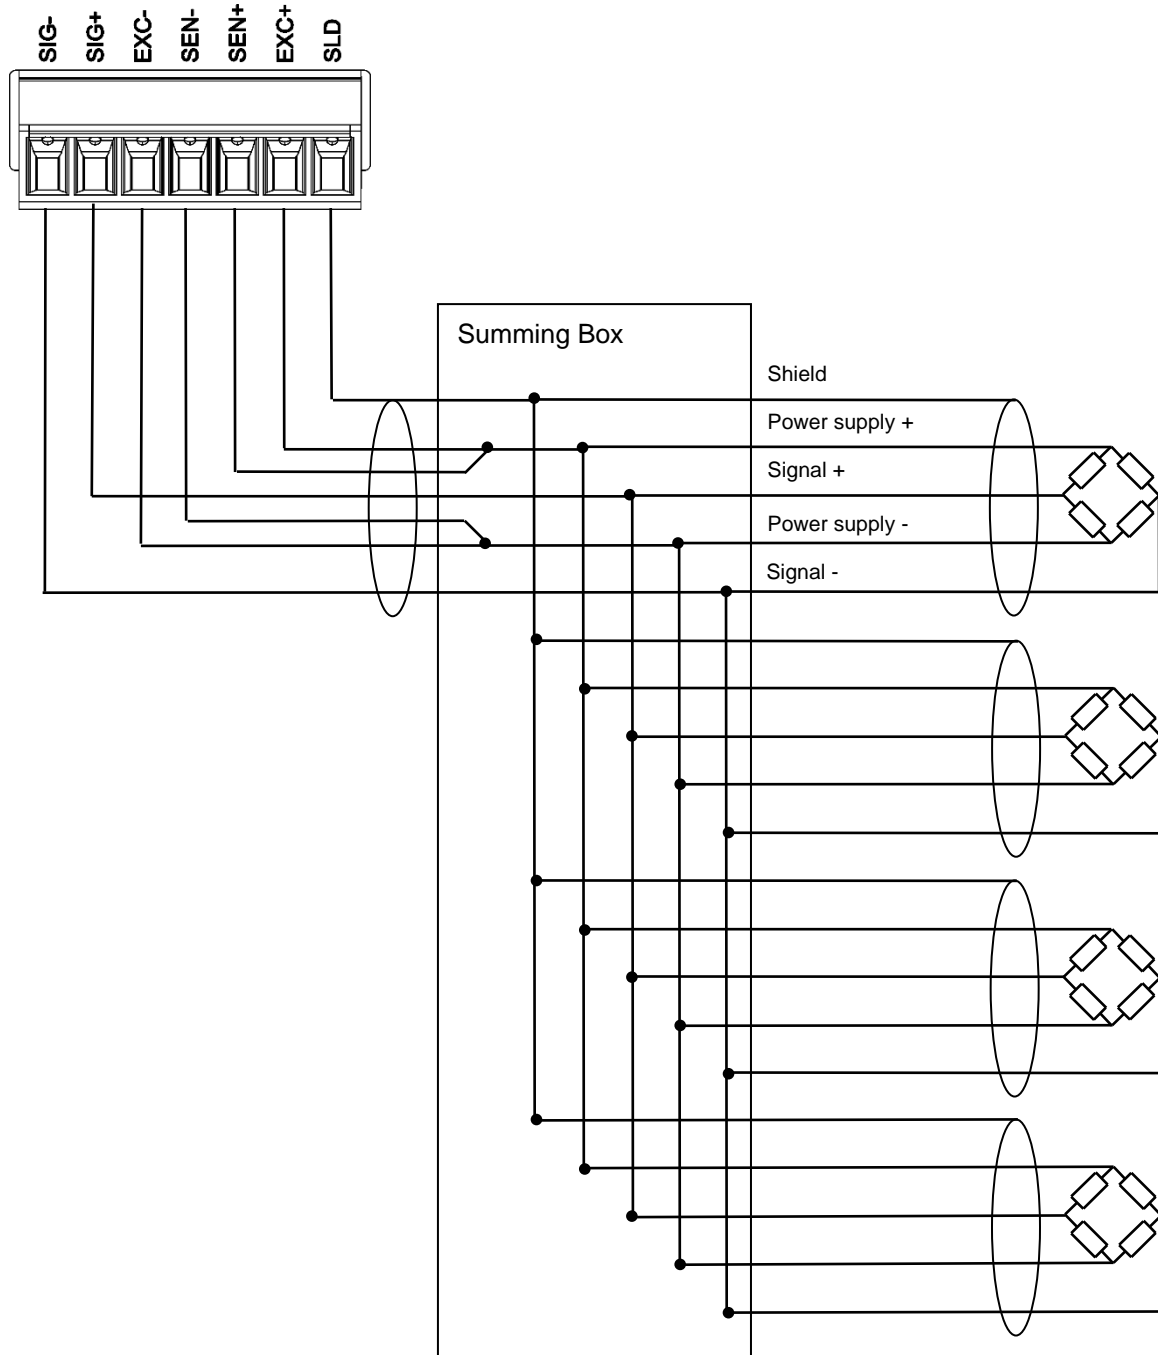 SIG-
SIG+
EXC-
SEN-
SEN+
EXC+
SLD
Summing Box
Shield
Power supply +
Signal +
Power supply -
Signal -